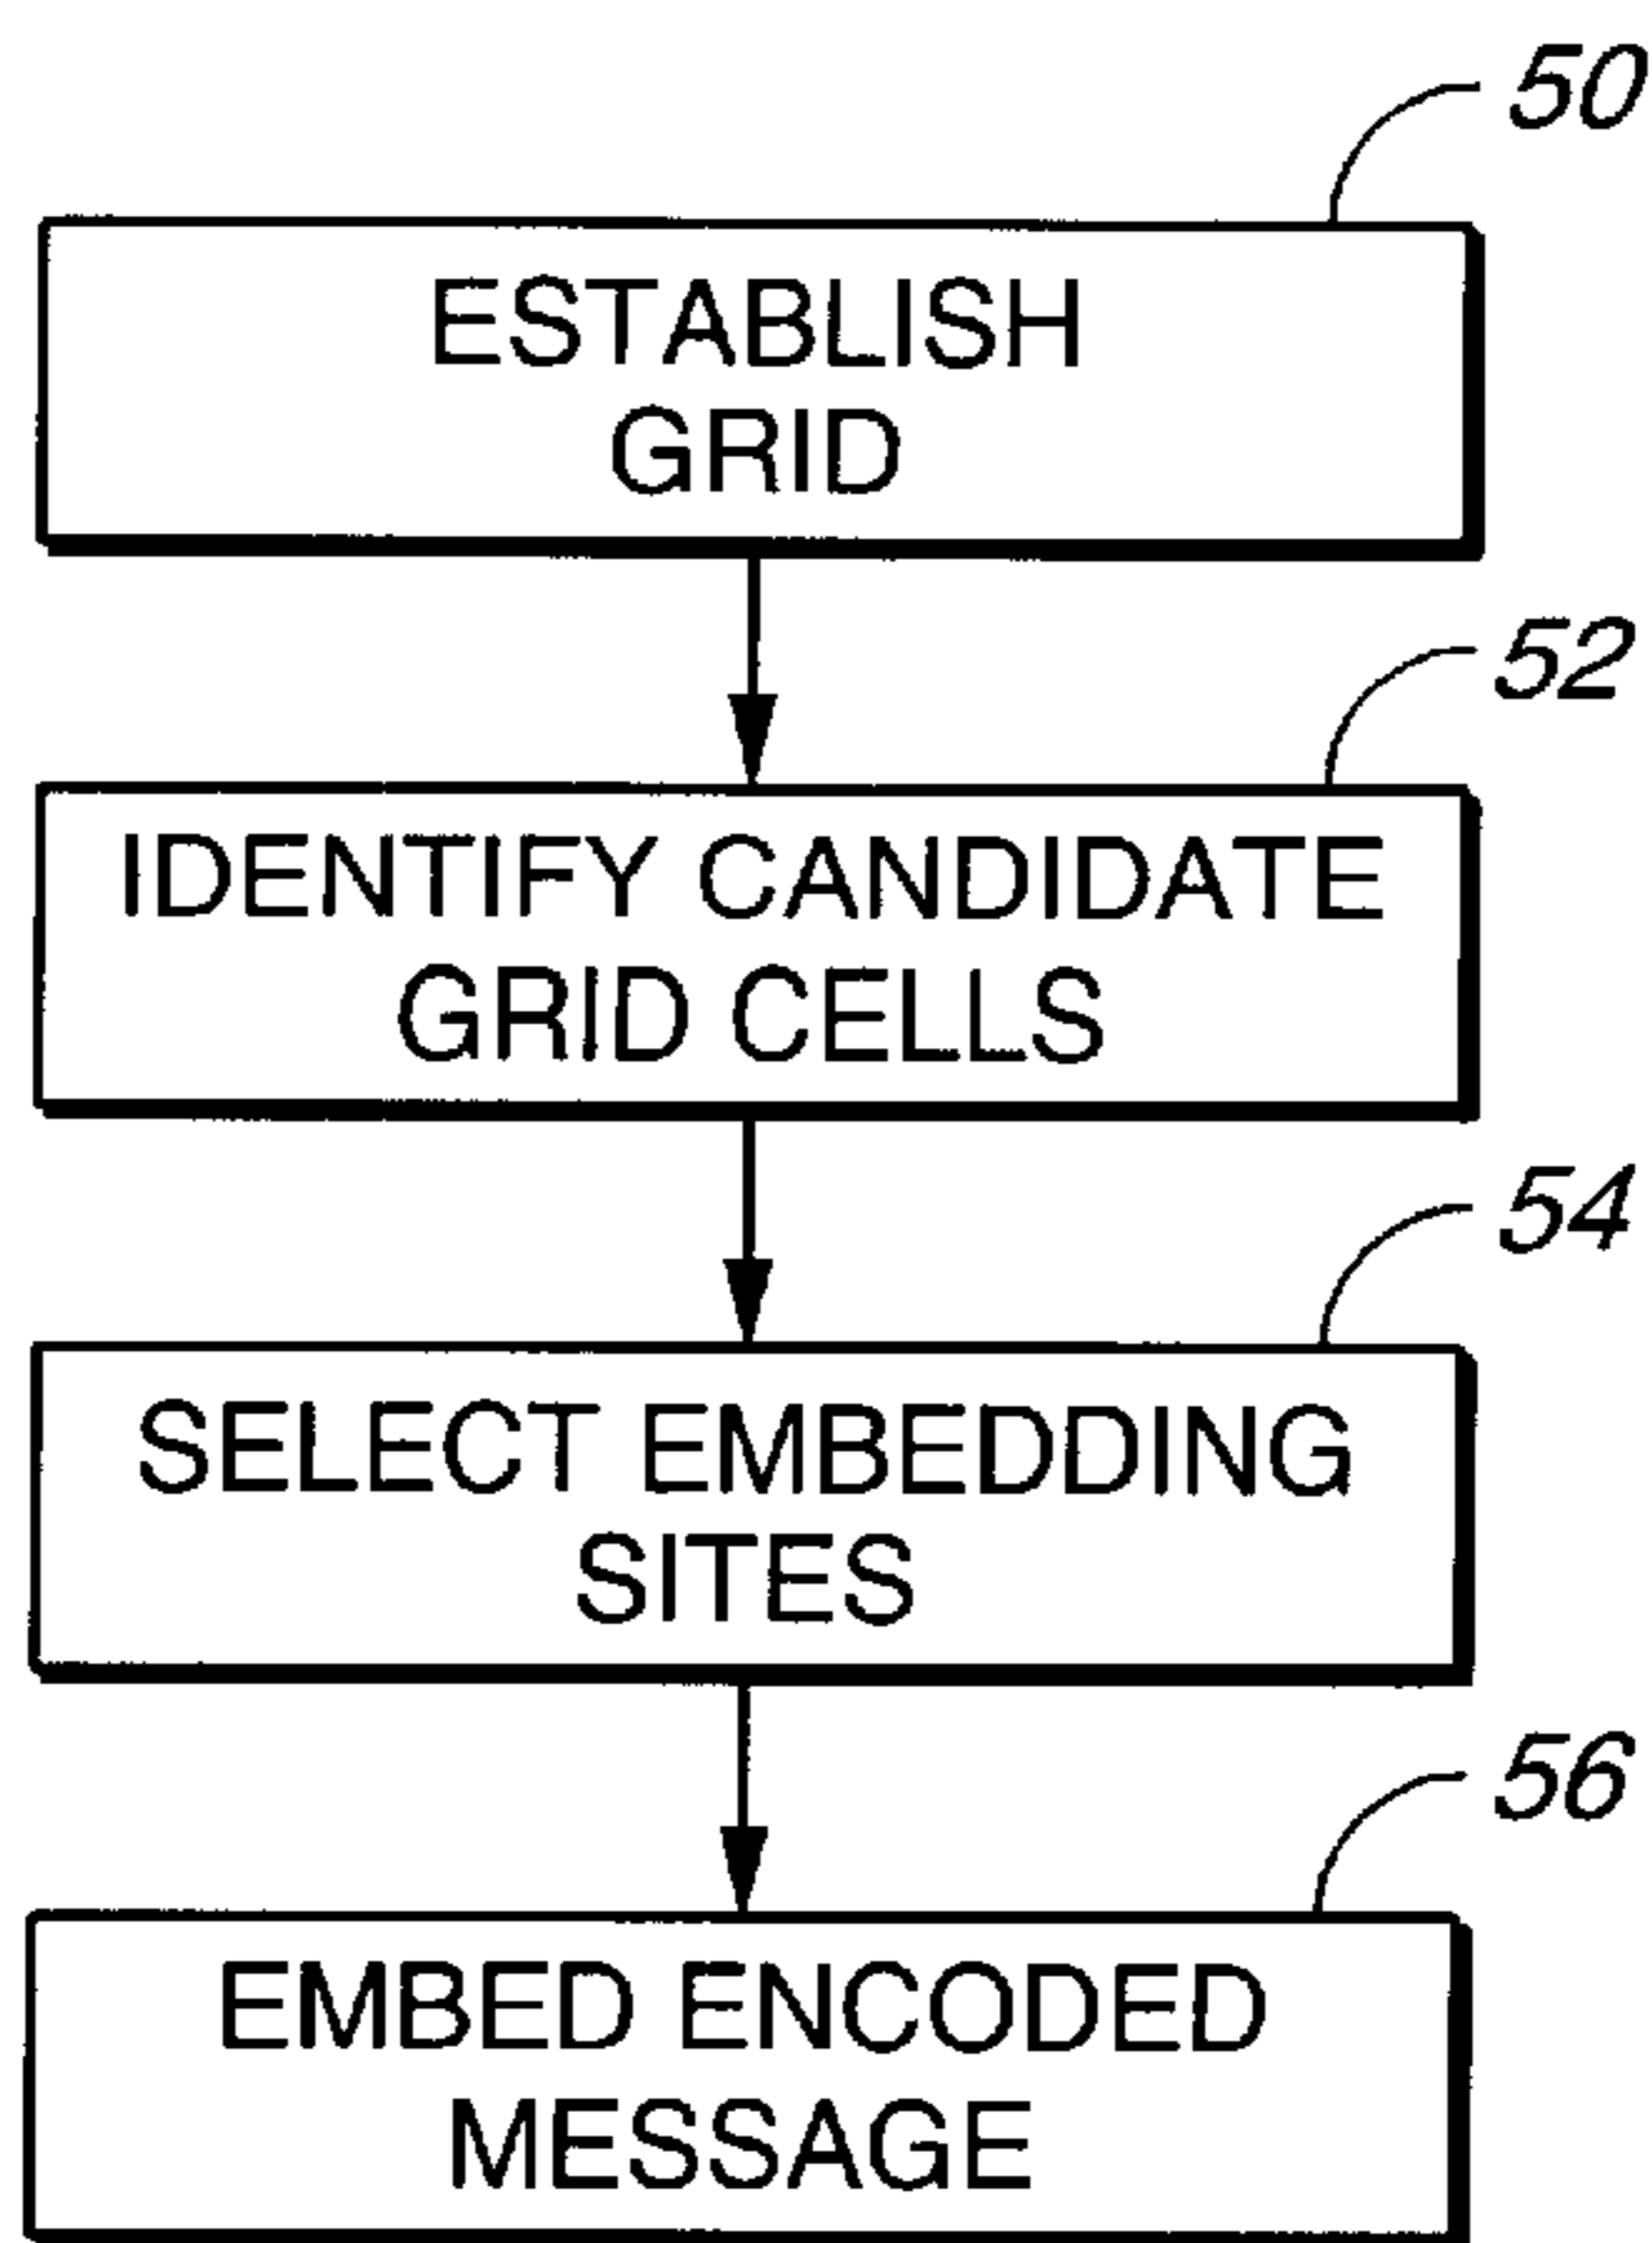 50
ESTABLISH
GRID
52
IDENTIFY CANDIDATE
GRID CELLS
54
SELECT EMBEDDING
SITES
56
EMBED ENCODED
MESSAGE